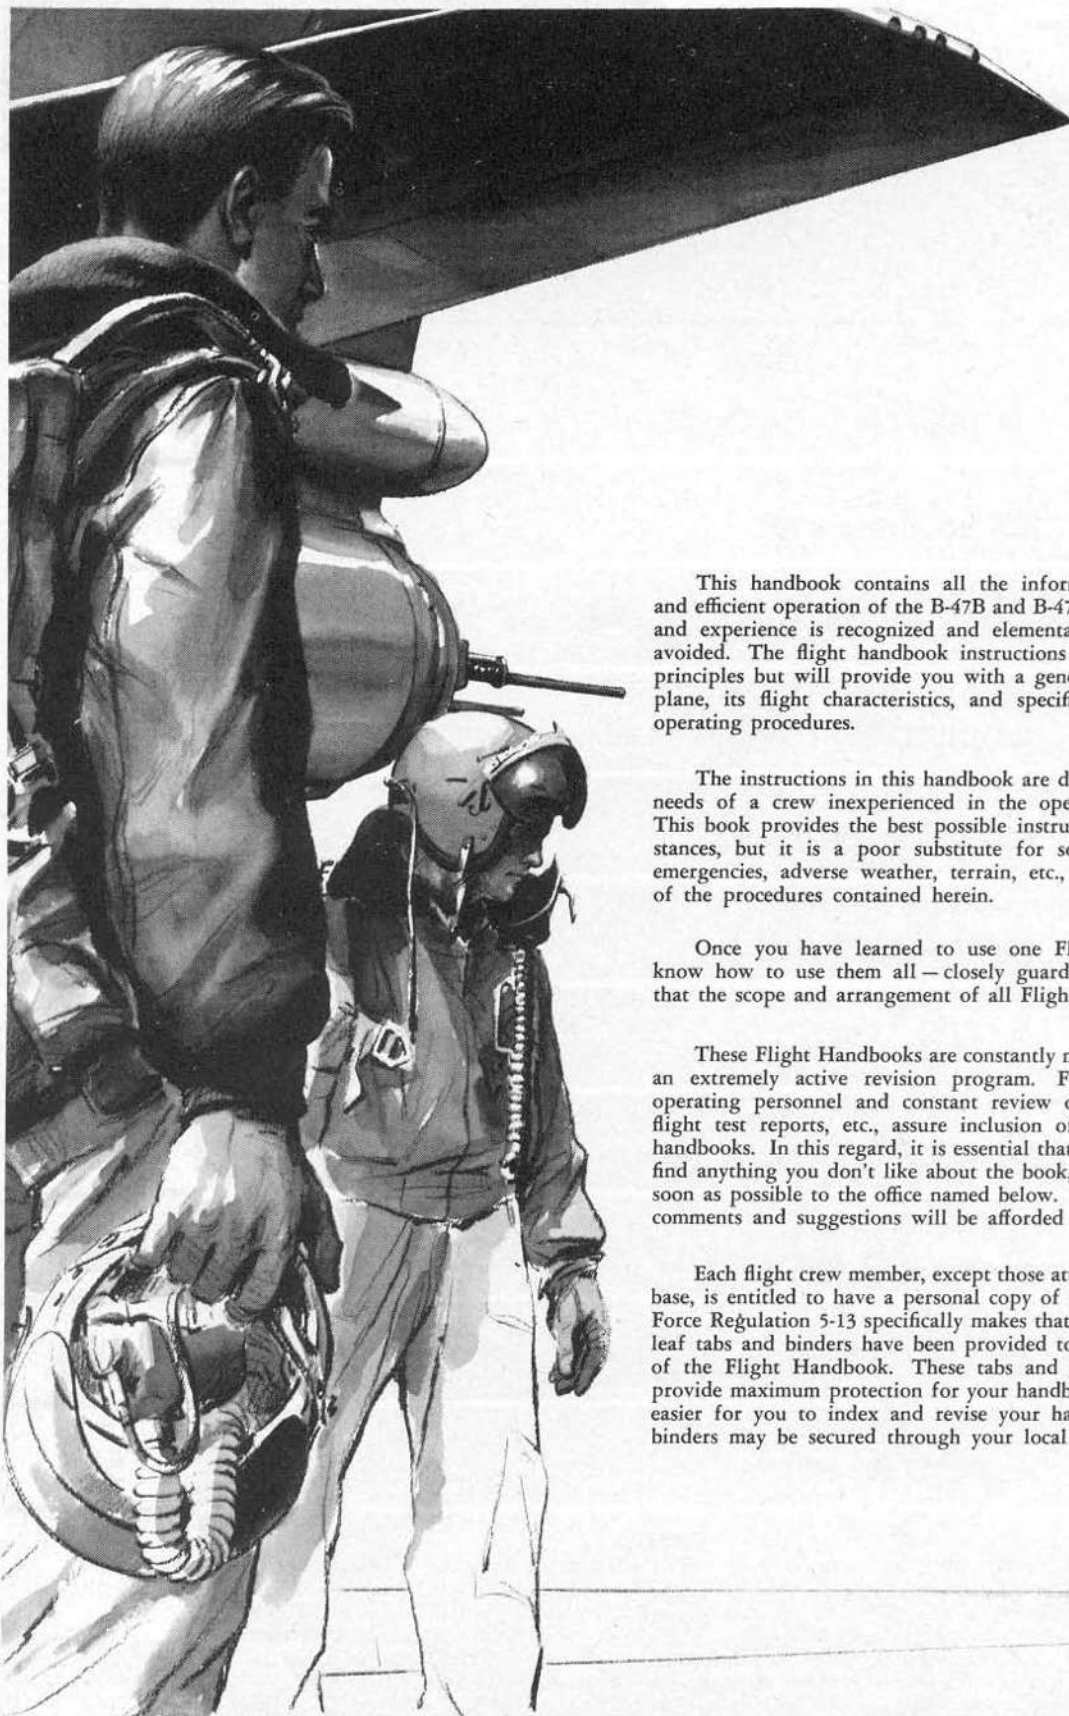 This handbook contains all the inform
and efficient operation of the B-47B and B-47
and experience is recognized and elementa
avoided. The flight handbook instructions
principles but will provide you with a gene
plane, its flight characteristics, and specifi
operating procedures.
The instructions in this handbook are d
needs of a crew inexperienced in the ope
This book provides the best possible instru
stances, but it is a poor substitute for so
emergencies, adverse weather, terrain, etc.,
of the procedures contained herein.
Once you have learned to use one Fl
know how to use them all — closely guard
that the scope and arrangement of all Fligh
These Flight Handbooks are constantly m
an extremely active revision program. F
operating personnel and constant review o
flight test reports, etc., assure inclusion o
handbooks. In this regard, it is essential that
find anything you don't like about the book,
soon as possible to the office named below.
comments and suggestions will be afforded
Each flight crew member, except those at
base, is entitled to have a personal copy of
Force Regulation 5-13 specifically makes that
leaf tabs and binders have been provided to
of the Flight Handbook. These tabs and
provide maximum protection for your handb
easier for you to index and revise your ha
binders may be secured through your local